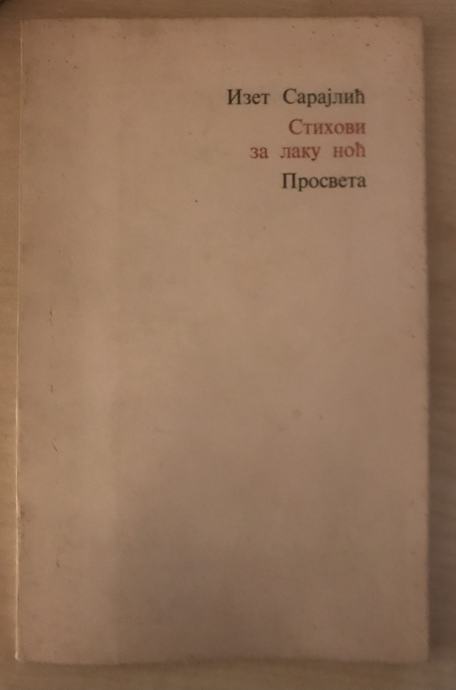 Изет Сарајлић
Стихови
за лаку ноћ
Просвета